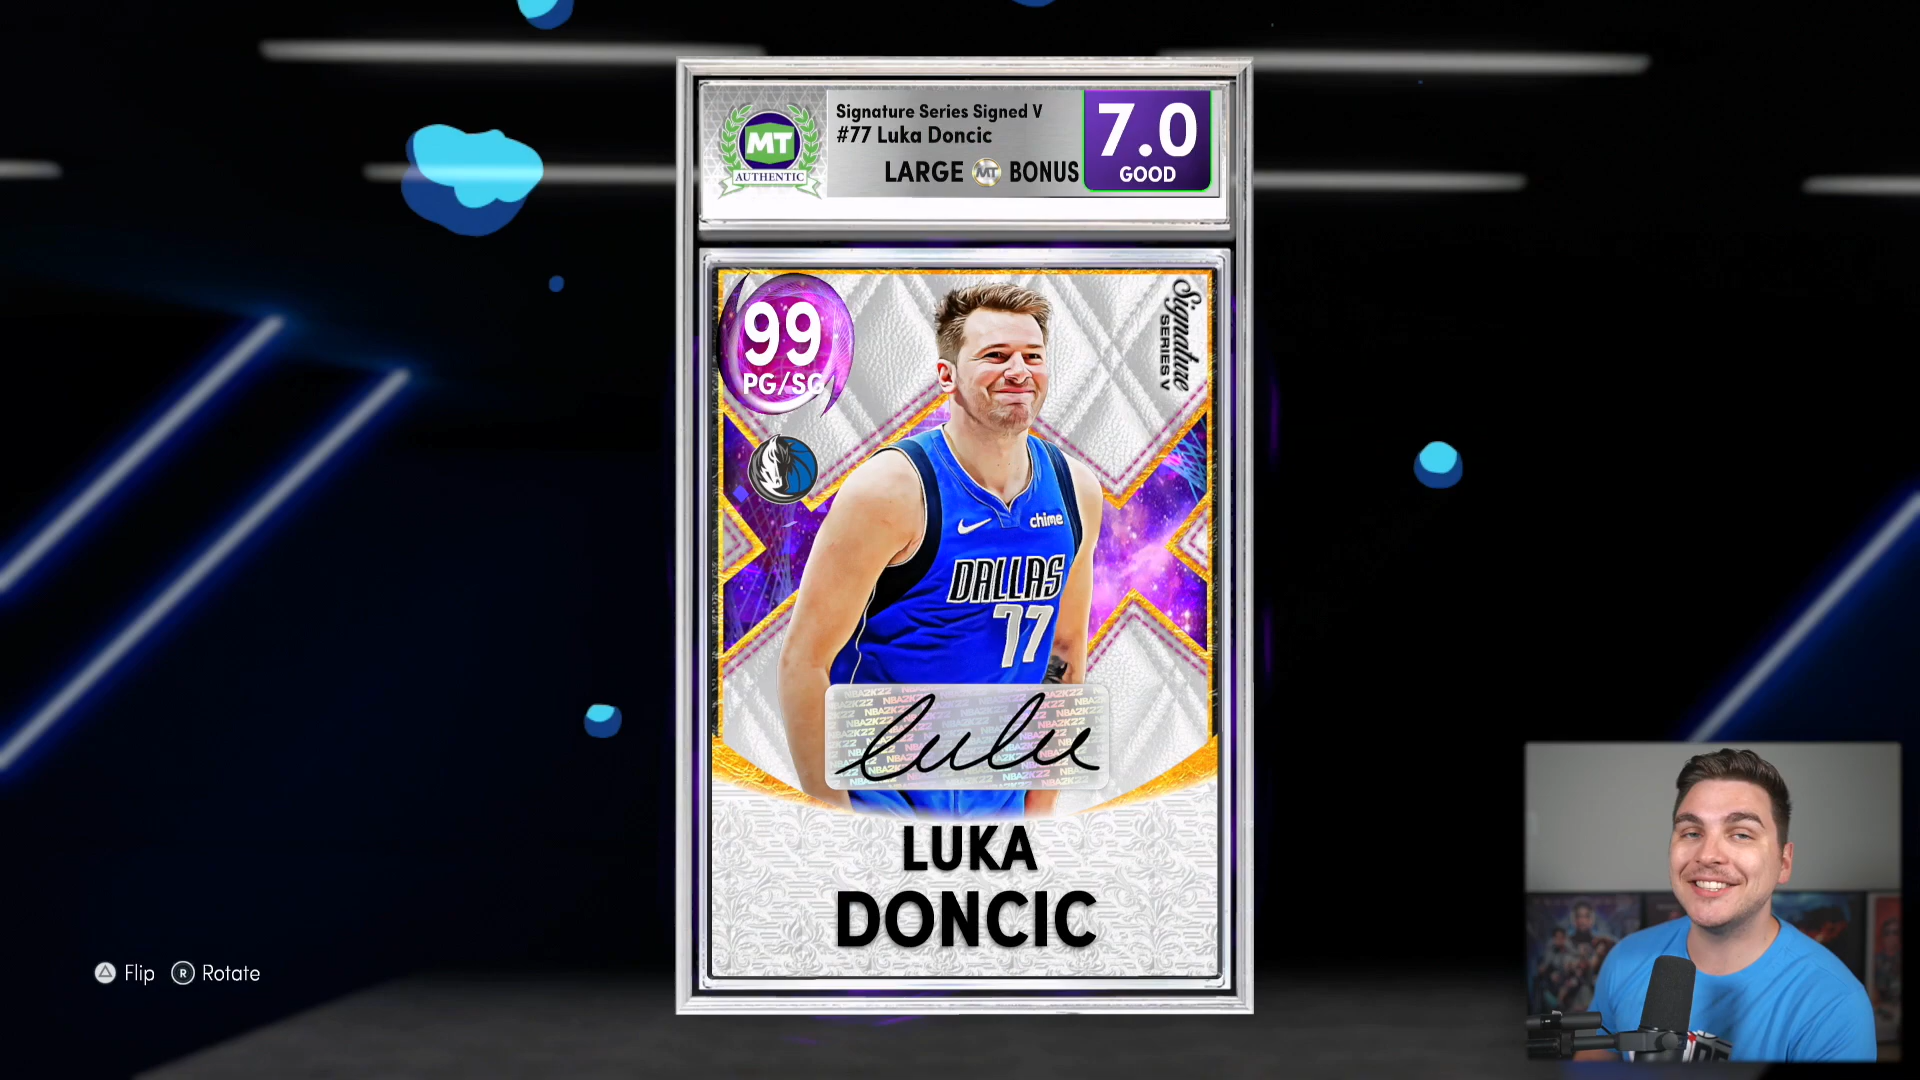 Signature Series Signed V
#77 Luka Doncic
LARGE MT BONUS
MT
AUTHENTIC
7.0
GOOD
99
PG/SG
Signature
SERIES V
chime
DALLAS
77
NBA2K22
LUKA
DONCIC
Flip R Rotate